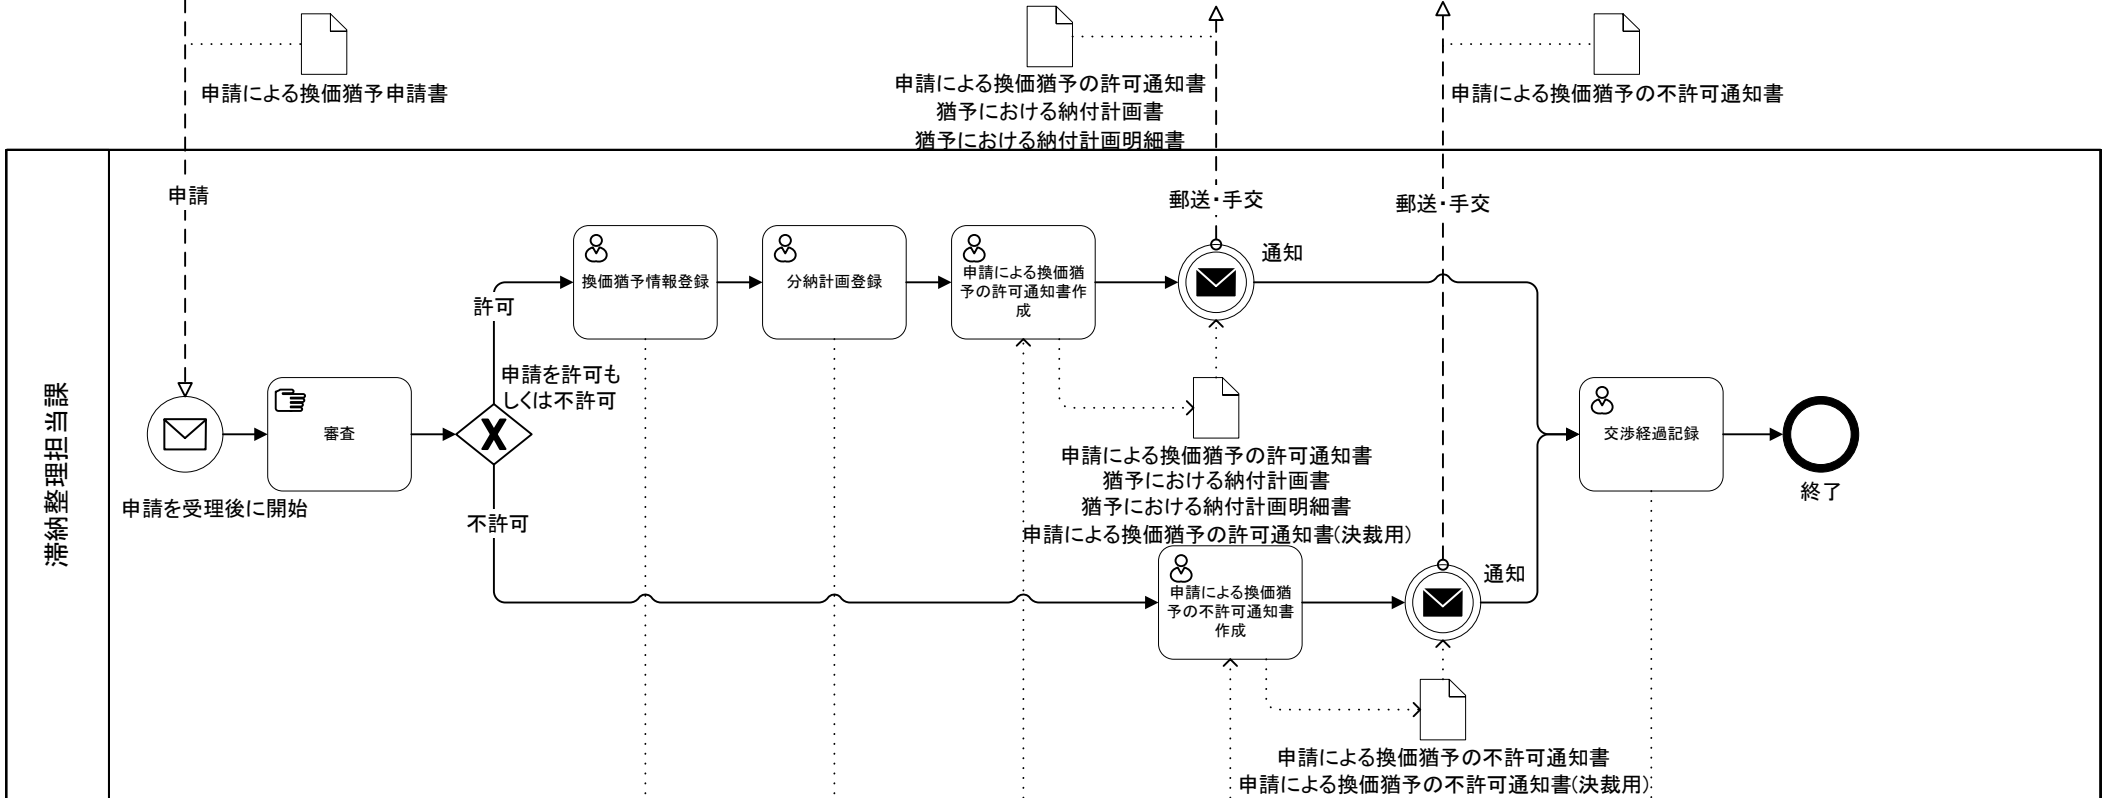 申請による換価猶予申請書
申請による換価猶予の許可通知書
猶予における納付計画書
猶予における納付計画明細書
申請による換価猶予の不許可通知書
滞納整理担当課
申請
郵送・手交
郵送・手交
通知
許可
換価猶予情報登録
分納計画登録
申請による換価猶
予の許可通知書作
成
申請を許可も
しくは不許可
審査
申請を受理後に開始
不許可
申請による換価猶予の許可通知書
猶予における納付計画書
猶予における納付計画明細書
申請による換価猶予の許可通知書(決裁用)
交渉経過記録
終了
申請による換価猶
予の不許可通知書
作成
通知
申請による換価猶予の不許可通知書
申請による換価猶予の不許可通知書(決裁用)